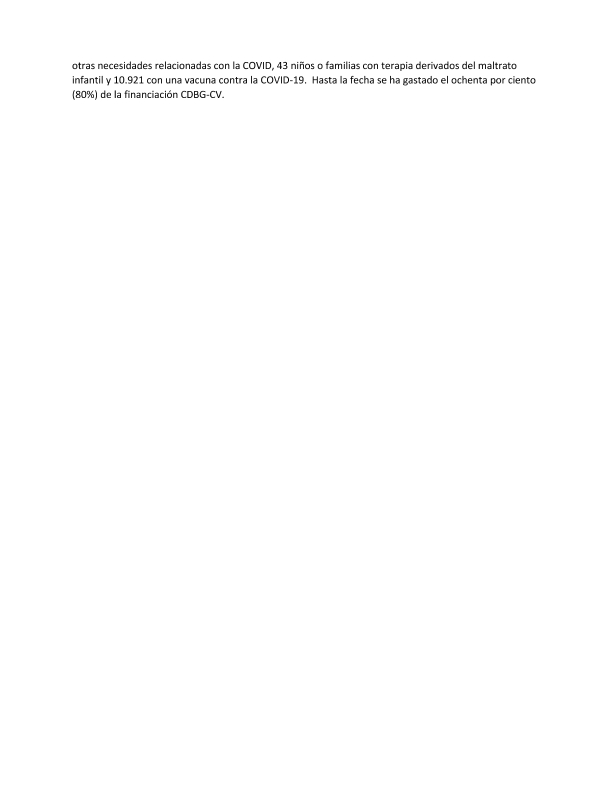 otras necesidades relacionadas con la COVID, 43 niños o familias con terapia derivados del maltrato
infantil y 10.921 con una vacuna contra la COVID-19.  Hasta la fecha se ha gastado el ochenta por ciento
(80%) de la financiación CDBG-CV.